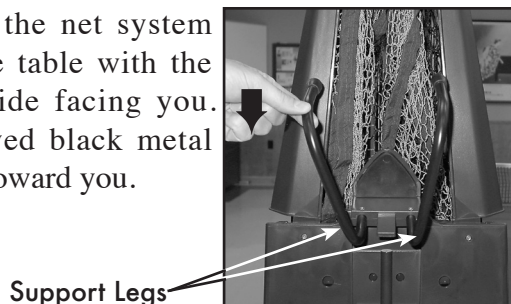 the net system
e table with the
ide facing you.
ved black metal
oward you.
Support Legs